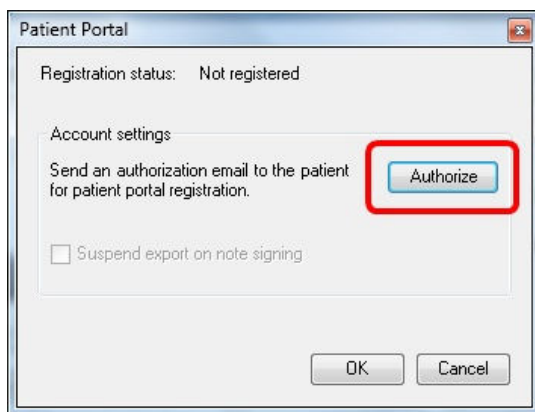 Patient Portal
Registration status: Not registered
Account settings
Send an authorization email to the patient
for patient portal registration.
Authorize
Suspend export on note signing
OK Cancel